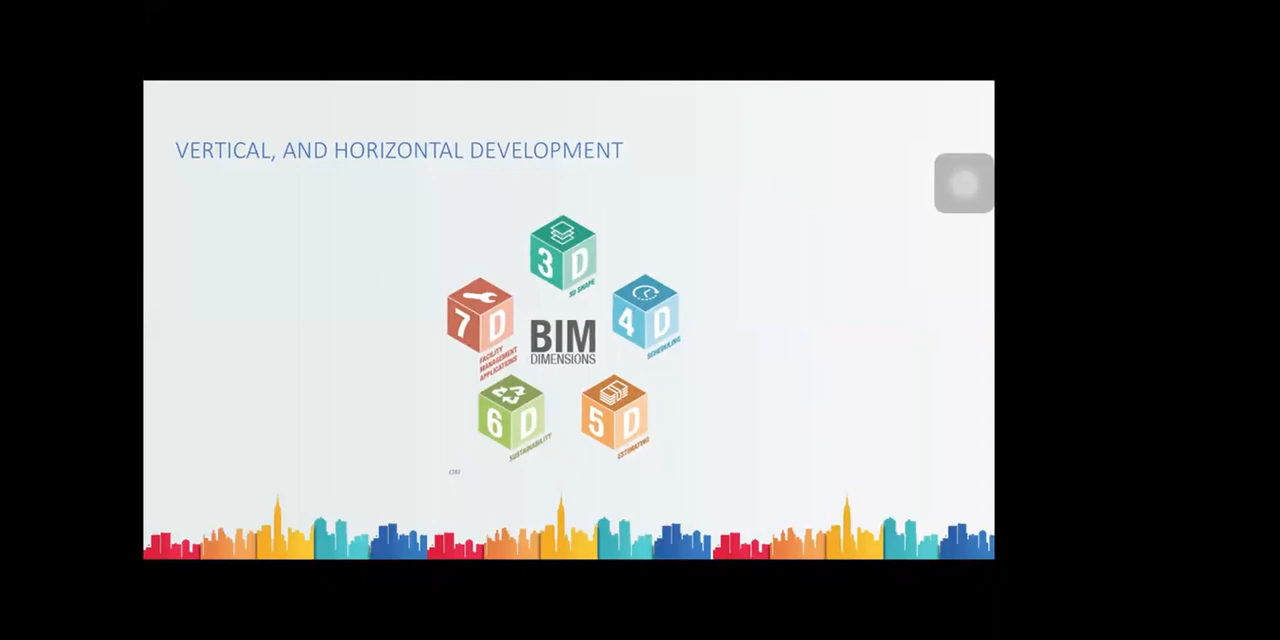 VERTICAL, AND HORIZONTAL DEVELOPMENT
3D
3D SHAPE
7D
FACILITY
MANAGEMENT
APPLICATIONS
BIM
DIMENSIONS
4D
SCHEDULING
6D
SUSTAINABILITY
5D
ESTIMATING
(16)